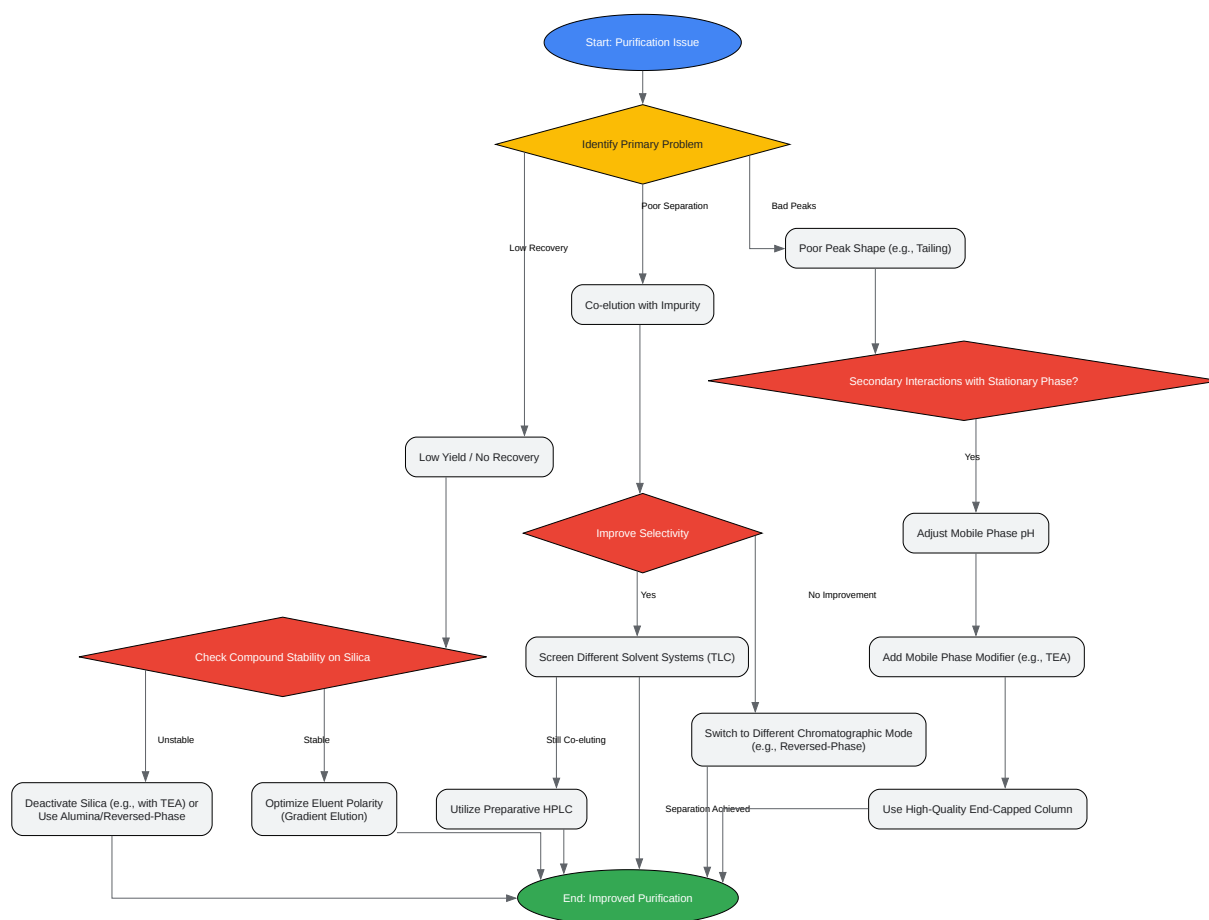 Start: Purification Issue
Identify Primary Problem
Poor Separation
Bad Peaks
Low Recovery
Poor Peak Shape (e.g., Tailing)
Co-elution with Impurity
Secondary Interactions with Stationary Phase?
Low Yield / No Recovery
Yes
Improve Selectivity
Adjust Mobile Phase pH
Yes
No Improvement
Check Compound Stability on Silica
Screen Different Solvent Systems (TLC)
Add Mobile Phase Modifier (e.g., TEA)
Unstable
Stable
Still Co-eluting
Switch to Different Chromatographic Mode
(e.g., Reversed-Phase)
Deactivate Silica (e.g., with TEA) or
Use Alumina/Reversed-Phase
Optimize Eluent Polarity
(Gradient Elution)
Utilize Preparative HPLC
Separation Achieved
Use High-Quality End-Capped Column
End: Improved Purification